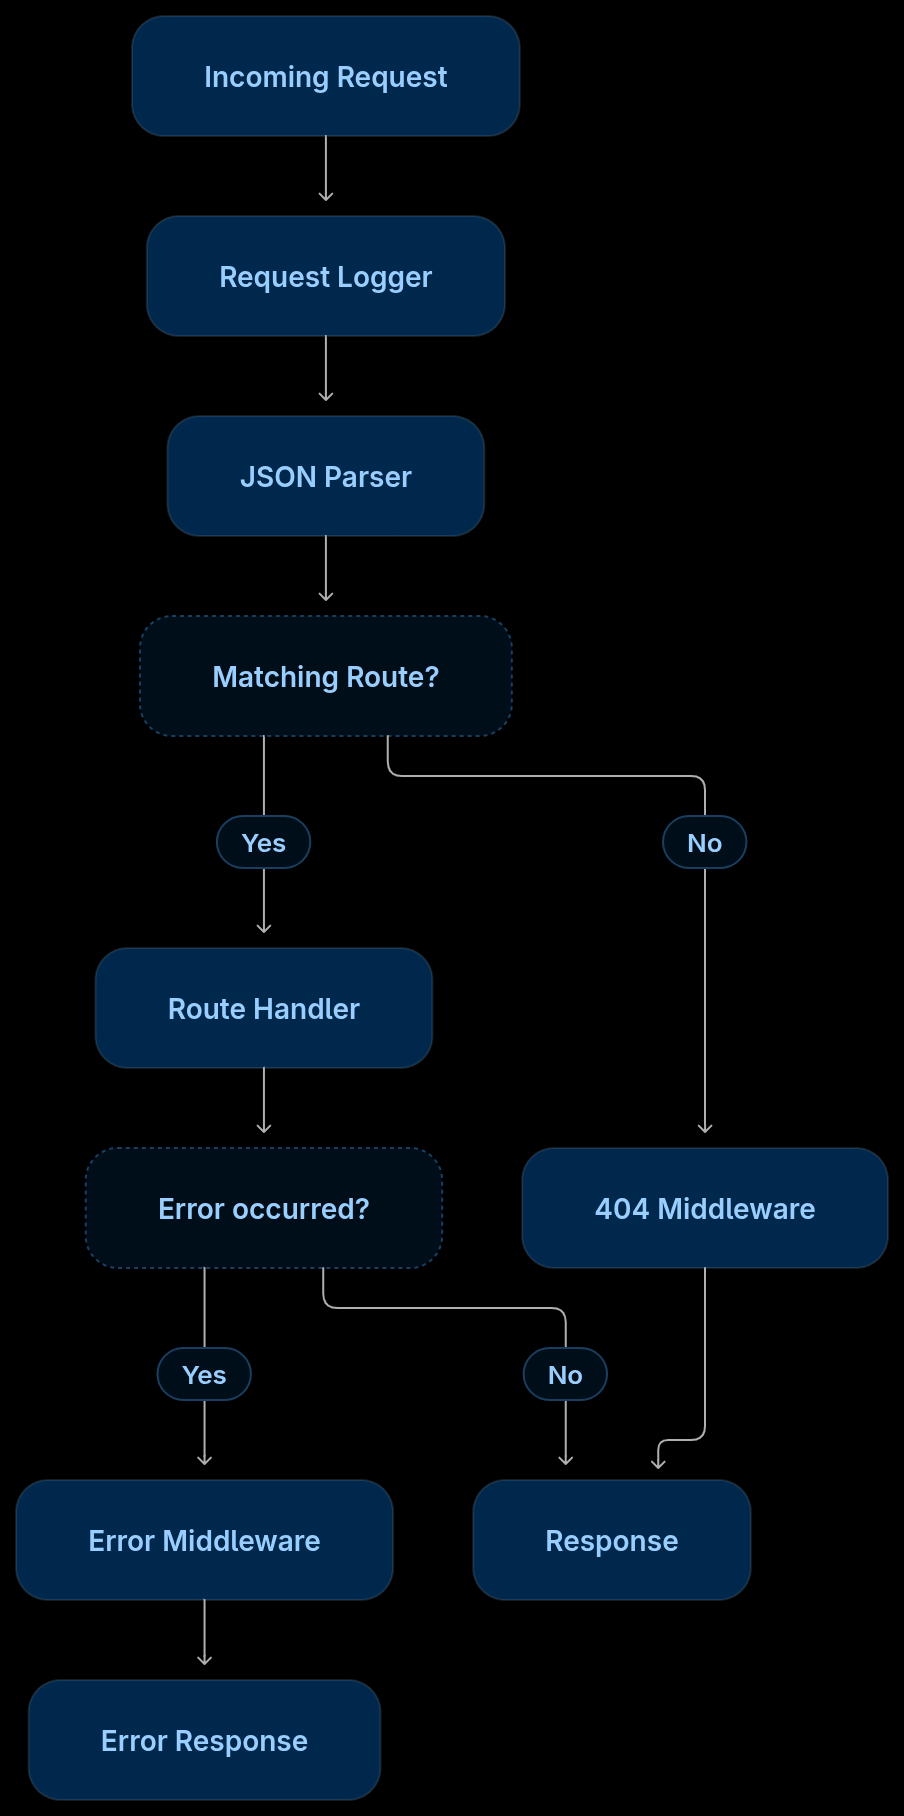 Incoming Request
Request Logger
JSON Parser
Matching Route?
Yes
No
Route Handler
Error occurred?
404 Middleware
Yes
No
Error Middleware
Response
Error Response